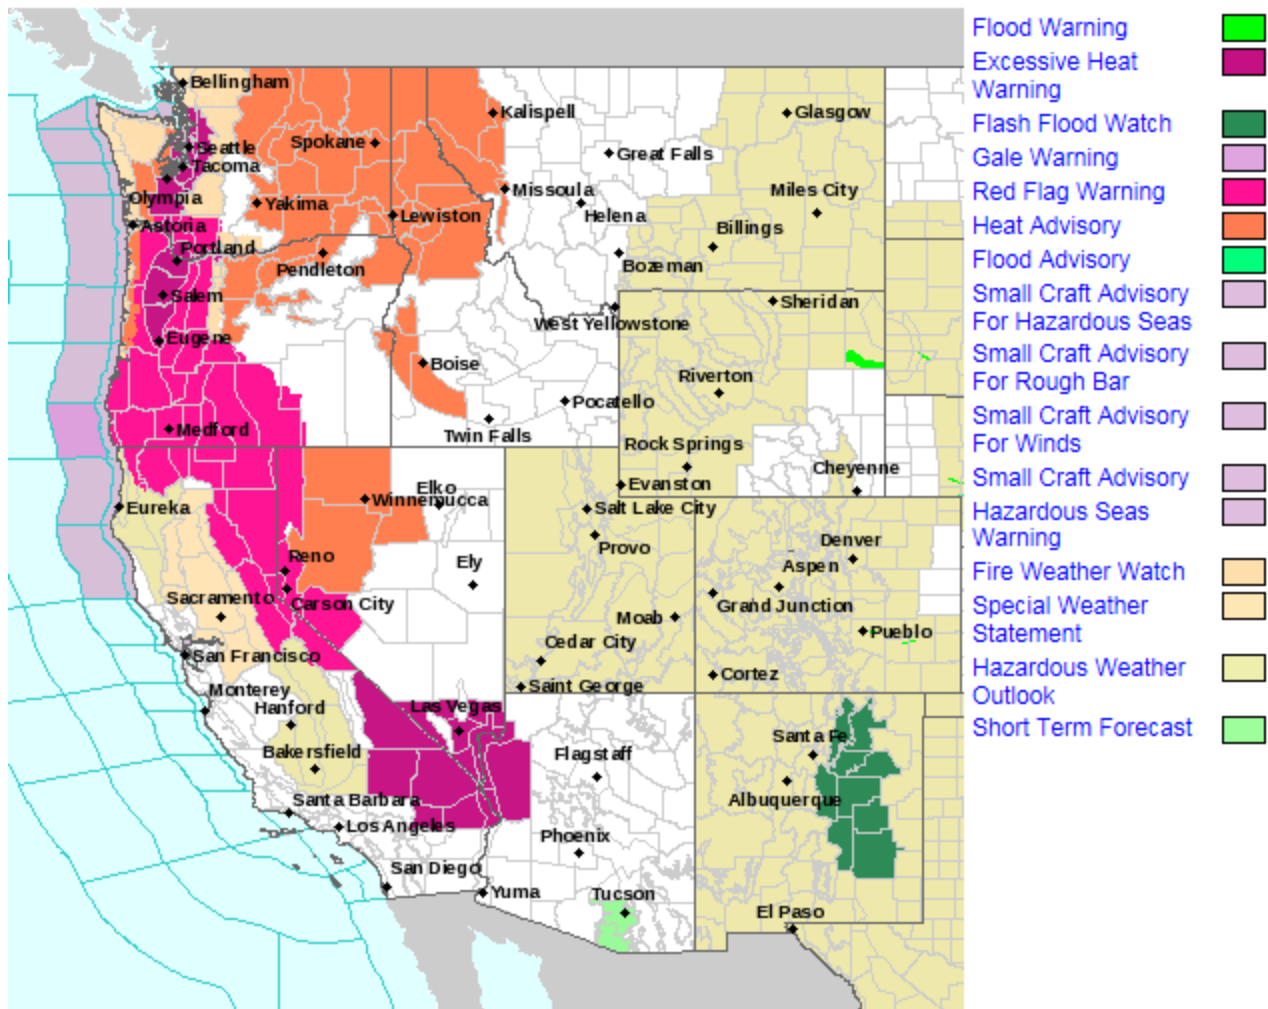 Bellingham
Seattle
Tacoma
Olympia
Spokane
Yakima
Kalispell
Great Falls
Glasgow
Missoula
Helena
Miles City
Billings
Bozeman
Lewiston
Astoria
Portland
Pendleton
Salem
Eugene
Medford
West Yellowstone
Sheridan
Boise
Riverton
Pocatello
Twin Falls
Rock Springs
Cheyenne
Evanston
Elko
Winnemucca
Eureka
Salt Lake City
Provo
Denver
Aspen
Reno
Ely
Grand Junction
Carson City
Sacramento
Moab
Pueblo
Cedar City
San Francisco
Saint George
Cortez
Monterey
Hanford
Las Vegas
Bakersfield
Flagstaff
Santa Fe
Albuquerque
Santa Barbara
Los Angeles
Phoenix
San Diego
Yuma
Tucson
El Paso
Flood Warning
Excessive Heat
Warning
Flash Flood Watch
Gale Warning
Red Flag Warning
Heat Advisory
Flood Advisory
Small Craft Advisory
For Hazardous Seas
Small Craft Advisory
For Rough Bar
Small Craft Advisory
For Winds
Small Craft Advisory
Hazardous Seas
Warning
Fire Weather Watch
Special Weather
Statement
Hazardous Weather
Outlook
Short Term Forecast